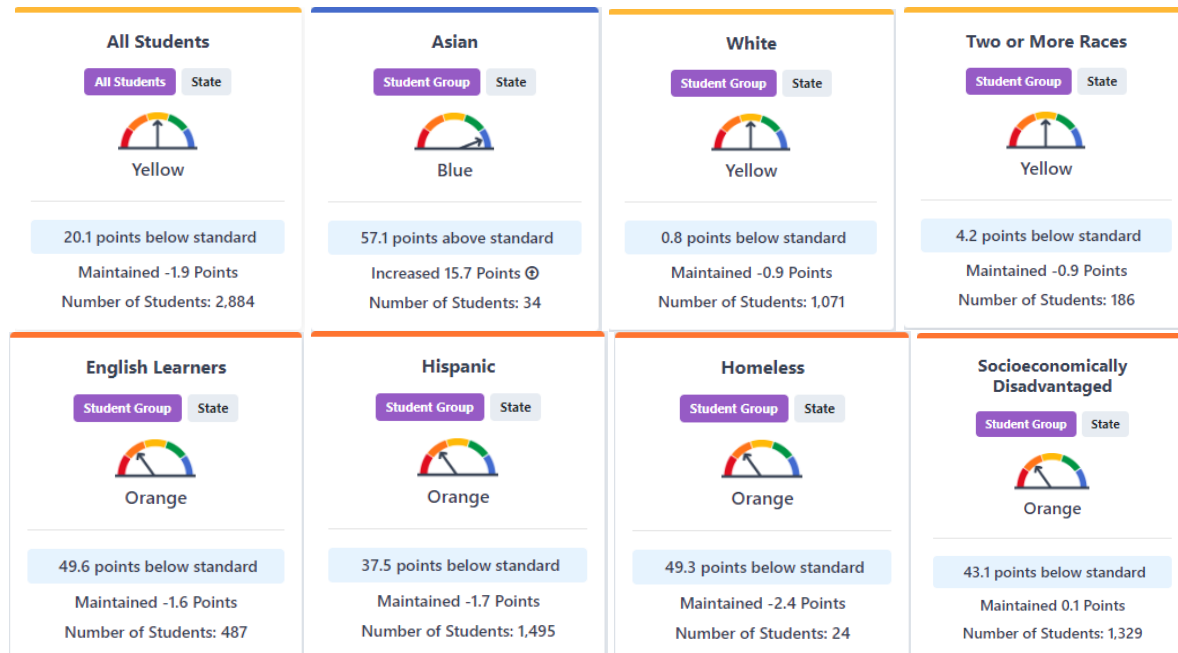 All Students
All Students State
Yellow
20.1 points below standard
Maintained -1.9 Points
Number of Students: 2,884
Asian
Student Group State
Blue
57.1 points above standard
Increased 15.7 Points
Number of Students: 34
White
Student Group State
Yellow
0.8 points below standard
Maintained -0.9 Points
Number of Students: 1,071
Two or More Races
Student Group State
Yellow
4.2 points below standard
Maintained -0.9 Points
Number of Students: 186
English Learners
Student Group State
Orange
49.6 points below standard
Maintained -1.6 Points
Number of Students: 487
Hispanic
Student Group State
Orange
37.5 points below standard
Maintained -1.7 Points
Number of Students: 1,495
Homeless
Student Group State
Orange
49.3 points below standard
Maintained -2.4 Points
Number of Students: 24
Socioeconomically
Disadvantaged
Student Group State
Orange
43.1 points below standard
Maintained 0.1 Points
Number of Students: 1,329